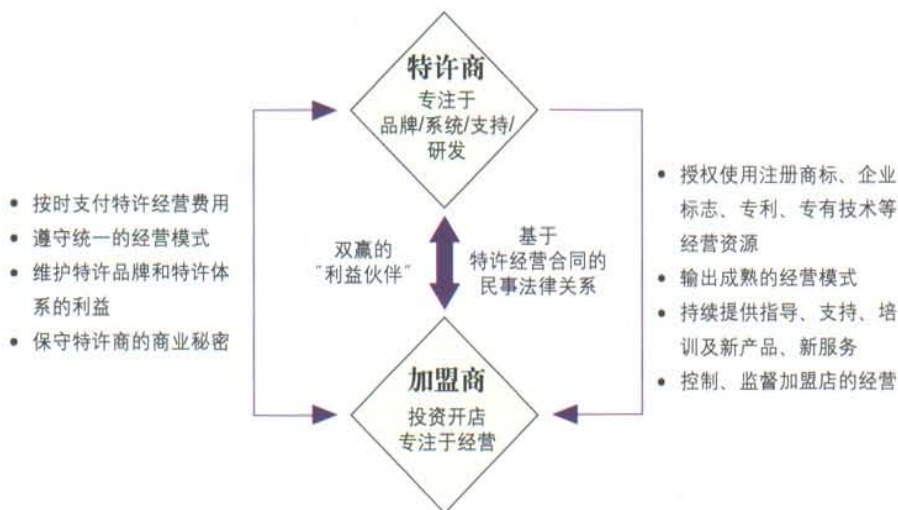 特许商
专注于
品牌/系统/支持/
研发
• 按时支付特许经营费用
• 遵守统一的经营模式
• 维护特许品牌和特许体
系的利益
• 保守特许商的商业秘密
双赢的
"利益伙伴"
基于
特许经营合同的
民事法律关系
• 授权使用注册商标、企业
标志、专利、专有技术等
经营资源
• 输出成熟的经营模式
• 持续提供指导、支持、培
训及新产品、新服务
• 控制、监督加盟店的经营
加盟商
投资开店
专注于经营